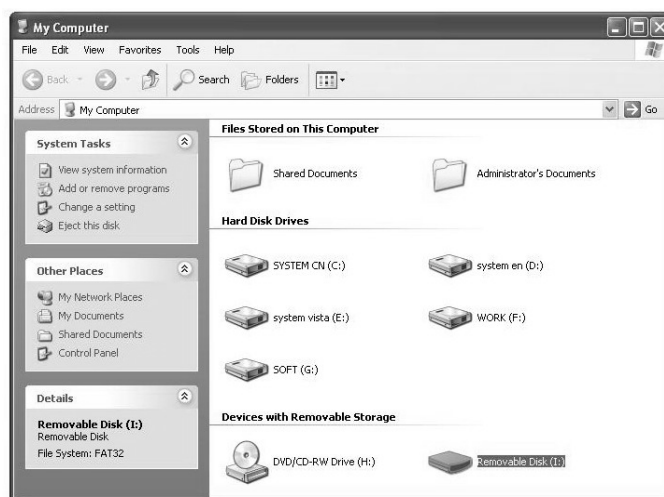 My Computer
File Edit View Favorites Tools Help
Back Search Folders
Address My Computer Go
System Tasks
View system information
Add or remove programs
Change a setting
Eject this disk
Other Places
My Network Places
My Documents
Shared Documents
Control Panel
Details
Removable Disk (I:)
Removable Disk
File System: FAT32
Files Stored on This Computer
Shared Documents Administrator's Documents
Hard Disk Drives
SYSTEM CN (C:) system en (D:)
system vista (E:) WORK (F:)
SOFT (G:)
Devices with Removable Storage
DVD/CD-RW Drive (H:) Removable Disk (I:)